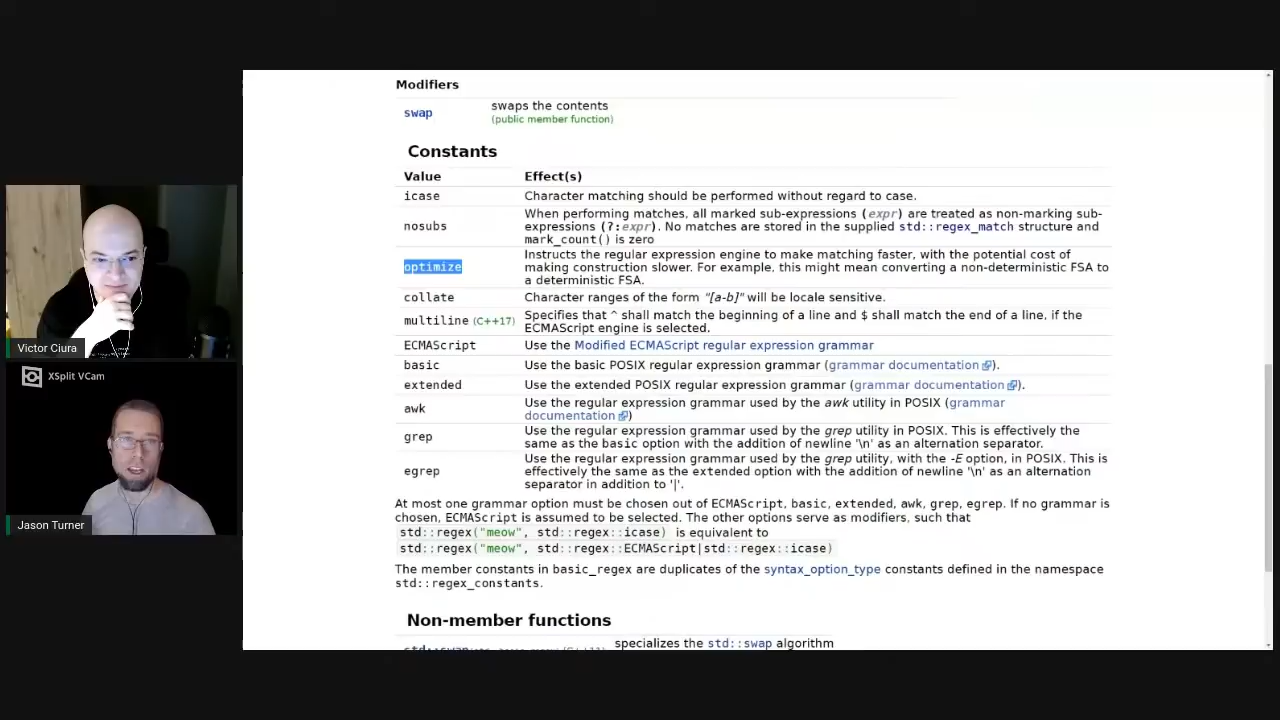 Modifiers
swap swaps the contents
(public member function)
Constants
Value Effect(s)
icase Character matching should be performed without regard to case.
When performing matches, all marked sub-expressions (expr) are treated as non-marking sub-
nosubs expressions (?:expr). No matches are stored in the supplied std::regex_match structure and
mark_count() is zero
Instructs the regular expression engine to make matching faster, with the potential cost of
optimize making construction slower. For example, this might mean converting a non-deterministic FSA to
a deterministic FSA.
collate Character ranges of the form "[a-b]" will be locale sensitive.
multiline (C++17) Specifies that ^ shall match the beginning of a line and $ shall match the end of a line, if the
ECMAScript engine is selected.
ECMAScript Use the Modified ECMAScript regular expression grammar
basic Use the basic POSIX regular expression grammar (grammar documentation).
extended Use the extended POSIX regular expression grammar (grammar documentation).
awk Use the regular expression grammar used by the awk utility in POSIX (grammar
documentation)
grep Use the regular expression grammar used by the grep utility in POSIX. This is effectively the
same as the basic option with the addition of newline '\n' as an alternation separator.
Use the regular expression grammar used by the grep utility, with the -E option, in POSIX. This is
egrep effectively the same as the extended option with the addition of newline '\n' as an alternation
separator in addition to '|'.
At most one grammar option must be chosen out of ECMAScript, basic, extended, awk, grep, egrep. If no grammar is
chosen, ECMAScript is assumed to be selected. The other options serve as modifiers, such that
std::regex("meow", std::regex::icase) is equivalent to
std::regex("meow", std::regex::ECMAScript|std::regex::icase)
The member constants in basic_regex are duplicates of the syntax_option_type constants defined in the namespace
std::regex_constants.
Non-member functions
specializes the std::swap algorithm
Victor Ciura
XSplit VCam
Jason Turner